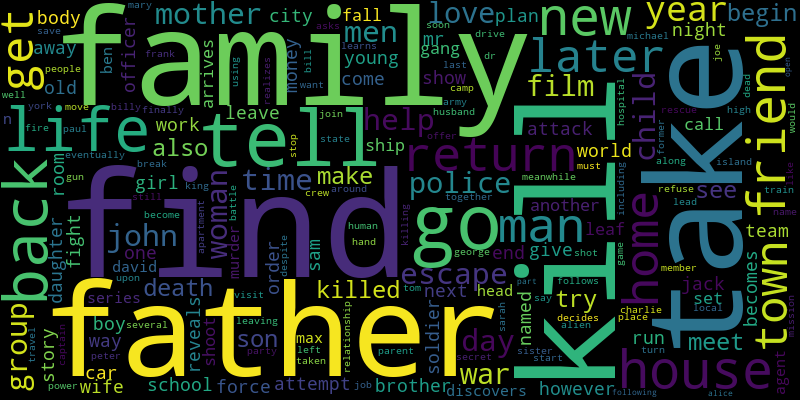 family
get
body
mother
city
mary
save
ben
officer
mr
fall
men
love
plan
new
year
begin
open
night
away
people
old
well
arrives
frank
using
realizes
asks
learns
money
bill
want
young
come
gang
show
soon
drive
dr
last
camp
army
husband
offer
later
michael
film
joe
dead
high
former
rescue
call
child
hospital
friend
would
life
york
move
billy
finally
fire
paul
n
work
also
leave
tell
join
state
stop
help
ship
return
world
must
attack
take
along
island
see
refuse
lead
train
like
name
back
room
eventually
break
gun
girl
king
still
become
time
make
crew
around
police
meanwhile
together
another
leaf
man
kill
including
home
jack
set
team
town
find
go
woman
apartment
murder
battle
human
hand
killing
george
end
give
shot
game
daughter
fight
john
one
david
upon
series
death
order
despite
sam
escape
killed
next
head
named
part
say
follows
alien
try
decides
sister
start
charlie
place
member
local
becomes
mission
agent
run
turn
meet
group
story
travel
captain
boy
several
way
peter
car
power
wife
father
reveals
shoot
son
visit
leaving
party
max
left
taken
relationship
parent
tom
soldier
day
secret
war
sarah
school
force
attempt
job
brother
discovers
however
house
following
alice